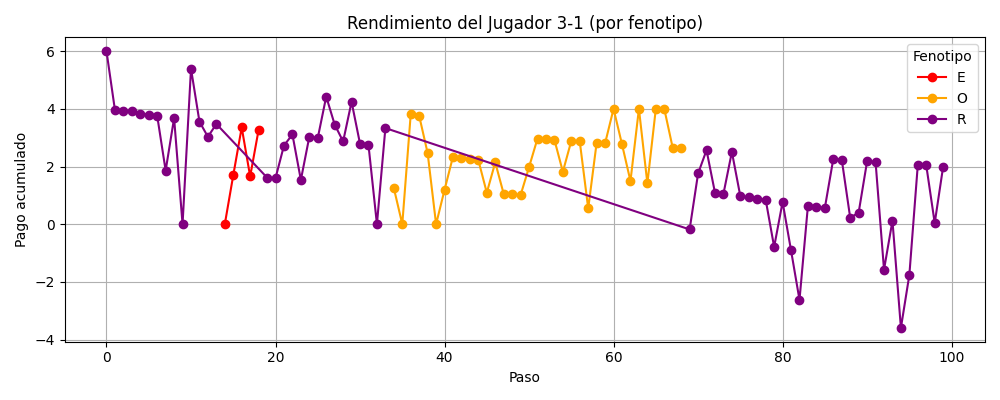 Rendimiento del Jugador 3-1 (por fenotipo)
Pago acumulado
6
4
2
0
−2
−4
Fenotipo
E
O
R
0 20 40 60 80 100
Paso